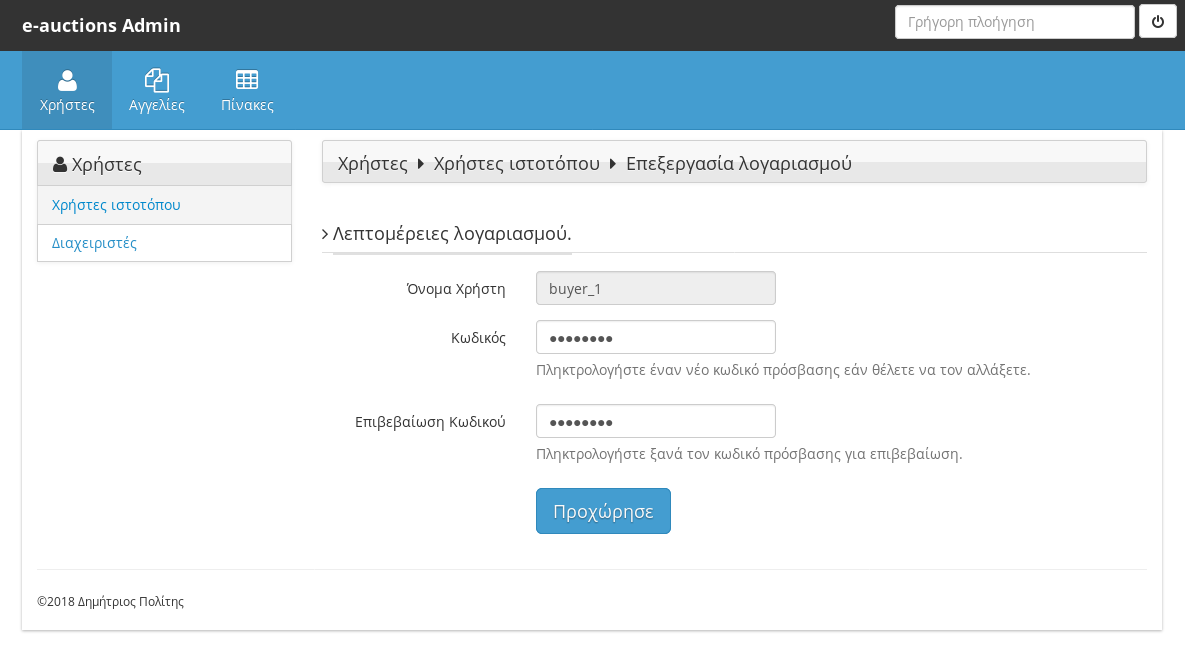 e-auctions Admin
Γρήγορη πλοήγηση
Χρήστες
Αγγελίες
Πίνακες
Χρήστες
Χρήστες ιστοτόπου
Διαχειριστές
Χρήστες Χρήστες ιστοτόπου Επεξεργασία λογαριασμού
Λεπτομέρειες λογαριασμού.
Όνομα Χρήστη
buyer_1
Κωδικός
••••••••
Πληκτρολογήστε έναν νέο κωδικό πρόσβασης εάν θέλετε να τον αλλάξετε.
Επιβεβαίωση Κωδικού
••••••••
Πληκτρολογήστε ξανά τον κωδικό πρόσβασης για επιβεβαίωση.
Προχώρησε
©2018 Δημήτριος Πολίτης